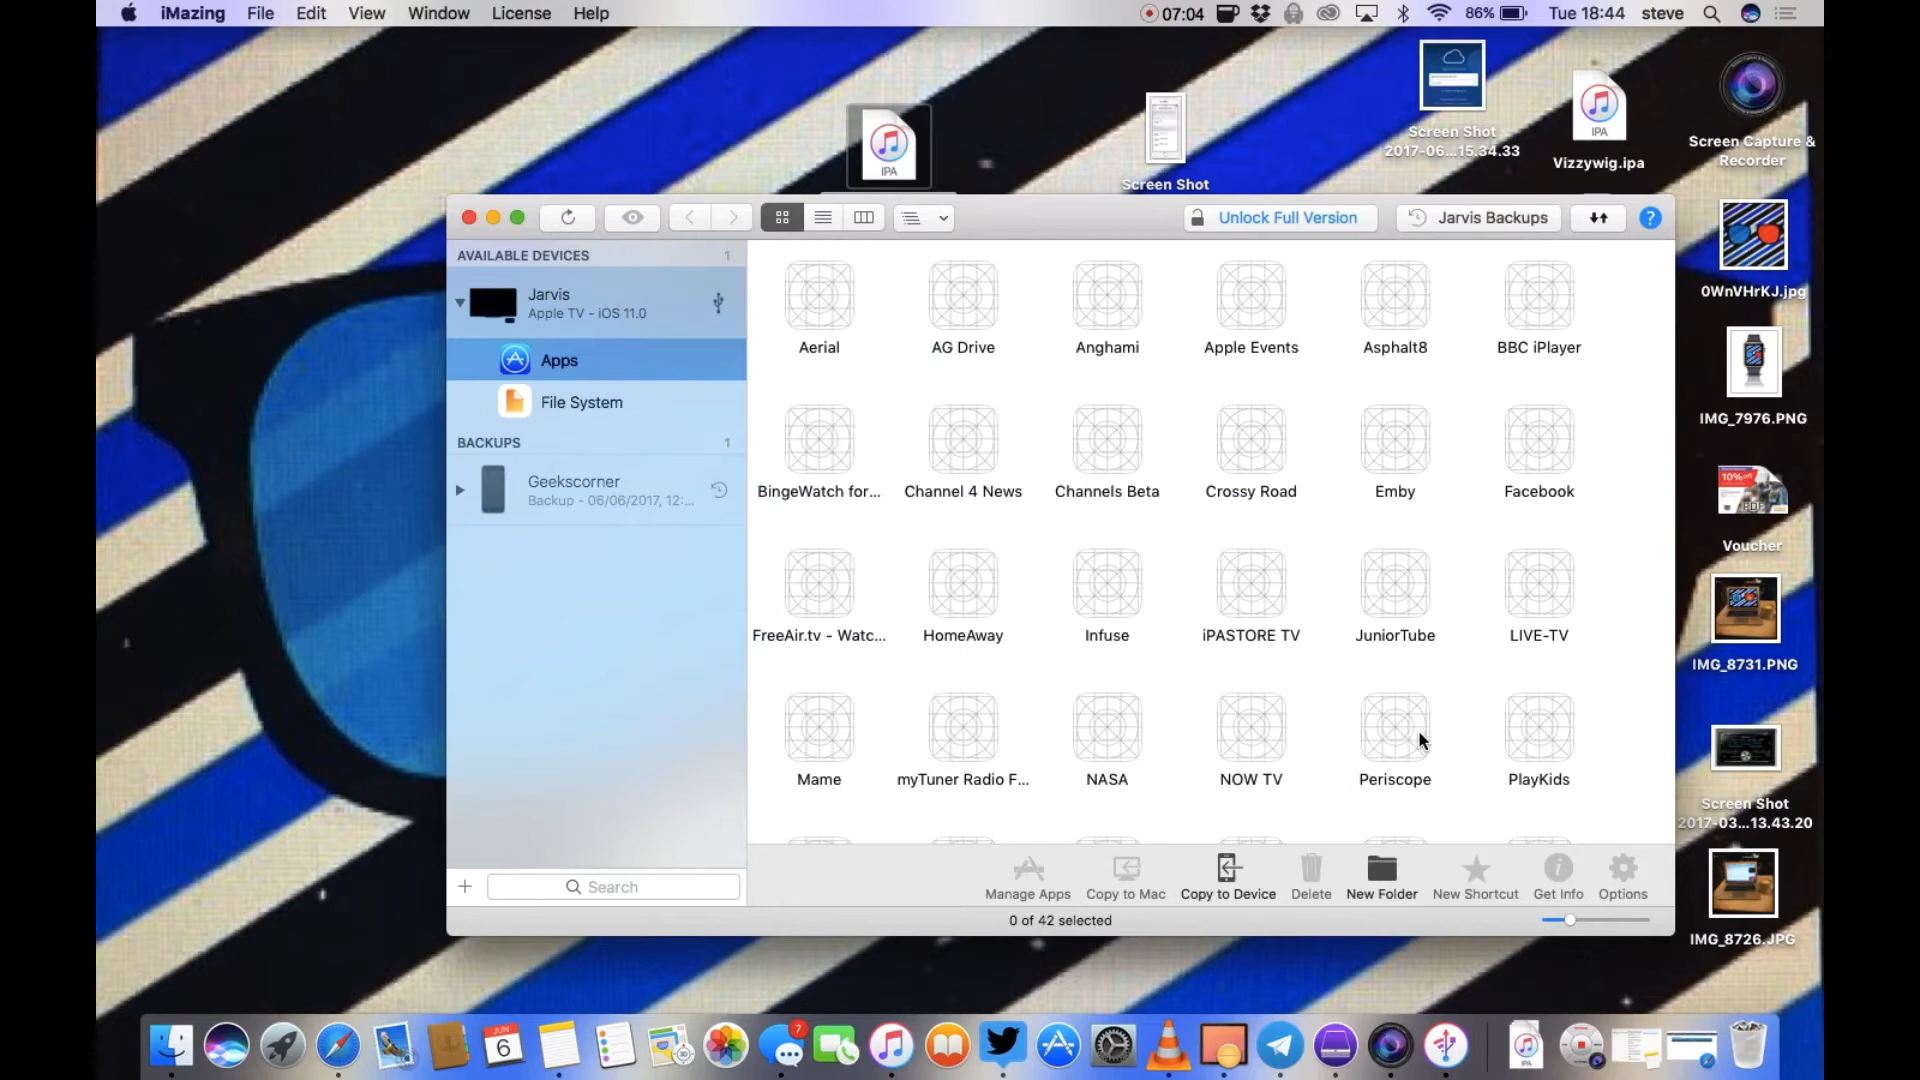 iMazing File Edit View Window License Help
07:04 86% Tue 18:44 steve
IPA
Screen Shot
Screen Shot
2017-06...15.34.33
IPA
Vizzywig.ipa
Screen Capture &
Recorder
Unlock Full Version
Jarvis Backups
?
AVAILABLE DEVICES 1
Jarvis
Apple TV - iOS 11.0
Apps
File System
BACKUPS 1
Geekscorner
Backup - 06/06/2017, 12:...
Search
Aerial AG Drive Anghami Apple Events Asphalt8 BBC iPlayer
BingeWatch for... Channel 4 News Channels Beta Crossy Road Emby Facebook
FreeAir.tv - Watc... HomeAway Infuse iPASTORE TV JuniorTube LIVE-TV
Mame myTuner Radio F... NASA NOW TV Periscope PlayKids
Manage Apps Copy to Mac Copy to Device Delete New Folder New Shortcut Get Info Options
0 of 42 selected
0WnVHrKJ.jpg
IMG_7976.PNG
10%
PDF
Voucher
IMG_8731.PNG
Screen Shot
2017-03...13.43.20
IMG_8726.JPG
JUN
6
7
IPA